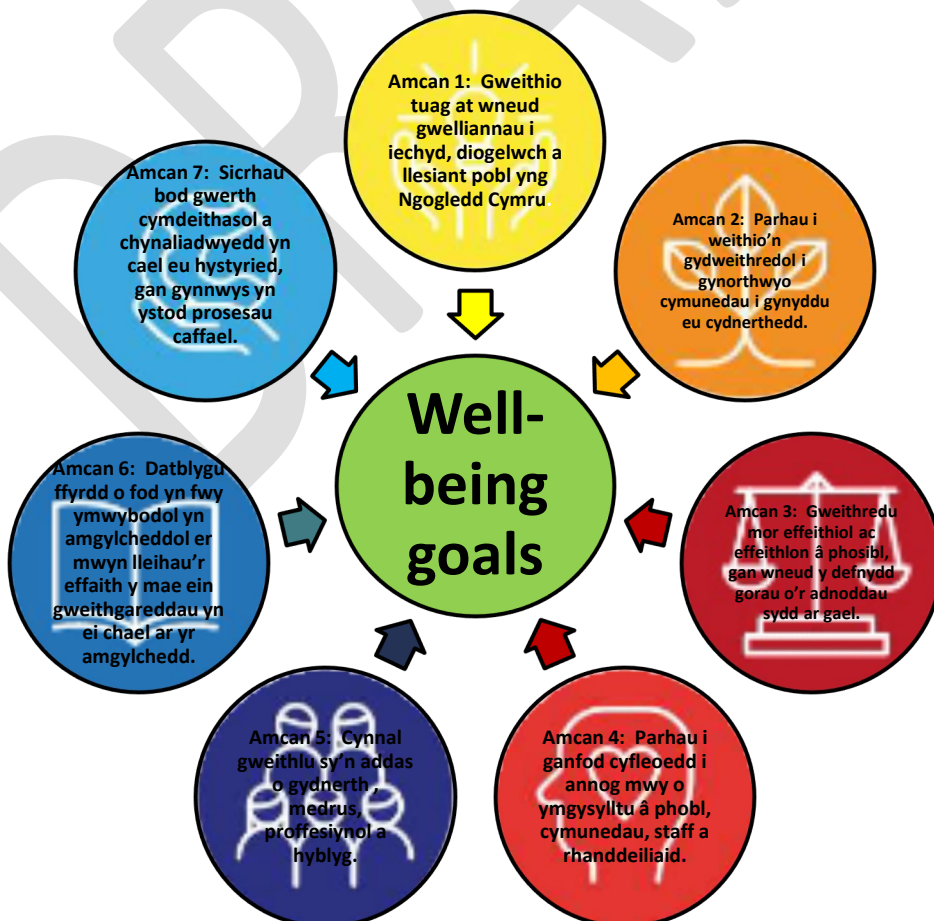 Amcan 1: Gweithio
tuag at wneud
gwelliannau i
iechyd, diogelwch a
llesiant pobl yng
Ngogledd Cymru.
Amcan 2: Parhau i
weithio’n
gydweithredol i
gynorthwyo
cymunedau i gynyddu
eu cydnerthedd.
Amcan 3: Gweithredu
mor effeithiol ac
effeithlon â phosibl,
gan wneud y defnydd
gorau o’r adnoddau
sydd ar gael.
Amcan 4: Parhau i
ganfod cyfleoedd i
annog mwy o
ymgysylltu â phobl,
cymunedau, staff a
rhanddeiliaid.
Amcan 5: Cynnal
gweithlu sy’n addas
o gydnerth ,
medrus,
proffesiynol a
hyblyg.
Amcan 6: Datblygu
ffyrdd o fod yn fwy
ymwybodol yn
amgylcheddol er
mwyn lleihau’r
effaith y mae ein
gweithgareddau yn
ei chael ar yr
amgylchedd.
Amcan 7: Sicrhau
bod gwerth
cymdeithasol a
chynaliadwyedd yn
cael eu hystyried,
gan gynnwys yn
ystod prosesau
caffael.
Well-
being
goals